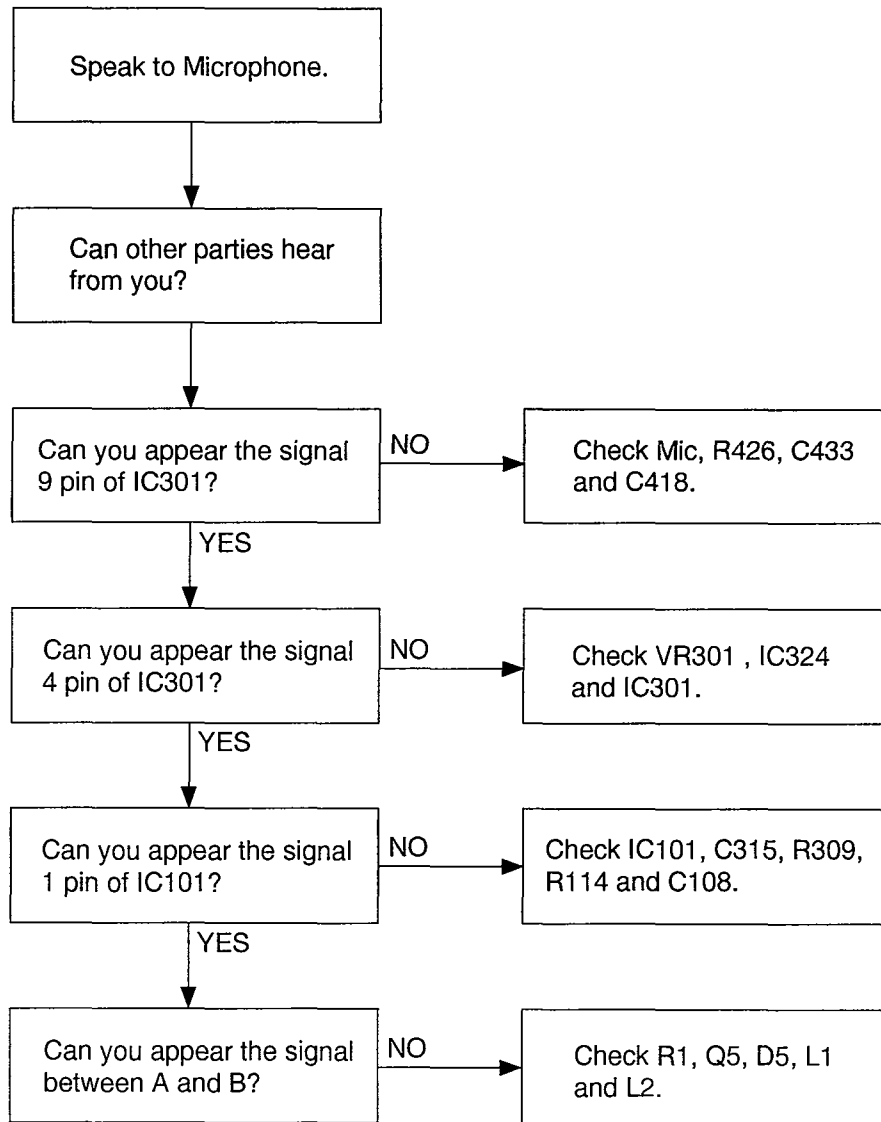 Speak to Microphone.
Can other parties hear
from you?
Can you appear the signal
9 pin of IC301?
NO
Check Mic, R426, C433
and C418.
YES
Can you appear the signal
4 pin of IC301?
NO
Check VR301 , IC324
and IC301.
YES
Can you appear the signal
1 pin of IC101?
NO
Check IC101, C315, R309,
R114 and C108.
YES
Can you appear the signal
between A and B?
NO
Check R1, Q5, D5, L1
and L2.